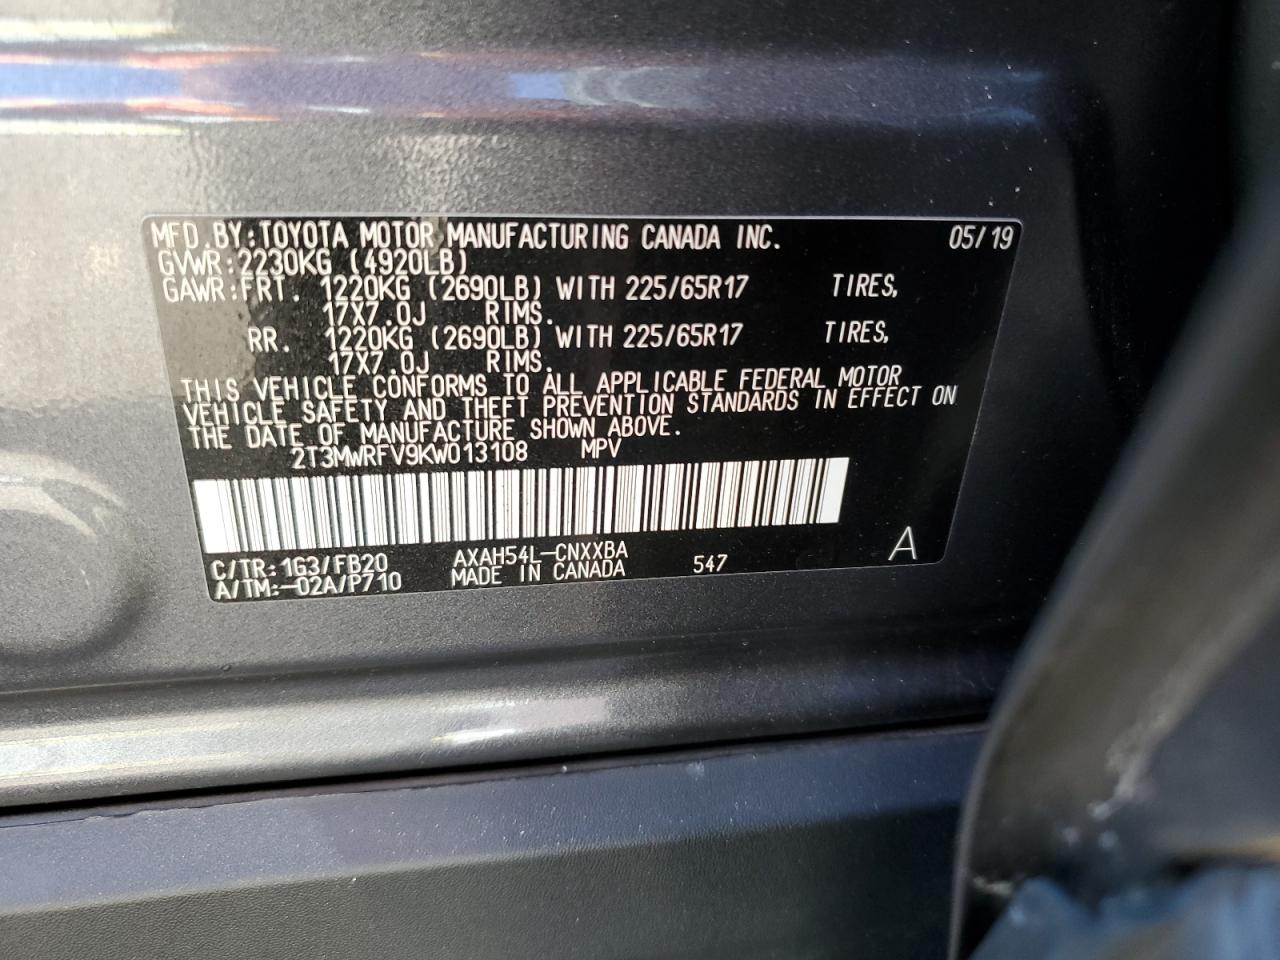 MFD.BY:TOYOTA MOTOR MANUFACTURING CANADA INC. 05/19
GVWR:2230KG (4920LB)
GAWR:FRT. 1220KG (2690LB) WITH 225/65R17 TIRES,
17X7.0J RIMS.
RR. 1220KG (2690LB) WITH 225/65R17 TIRES,
17X7.0J RIMS.
THIS VEHICLE CONFORMS TO ALL APPLICABLE FEDERAL MOTOR
VEHICLE SAFETY AND THEFT PREVENTION STANDARDS IN EFFECT ON
THE DATE OF MANUFACTURE SHOWN ABOVE.
2T3MWRFV9KW013108 MPV
C/TR:1G3/FB20 AXAH54L-CNXXBA 547 A
A/TM:-02A/P710 MADE IN CANADA